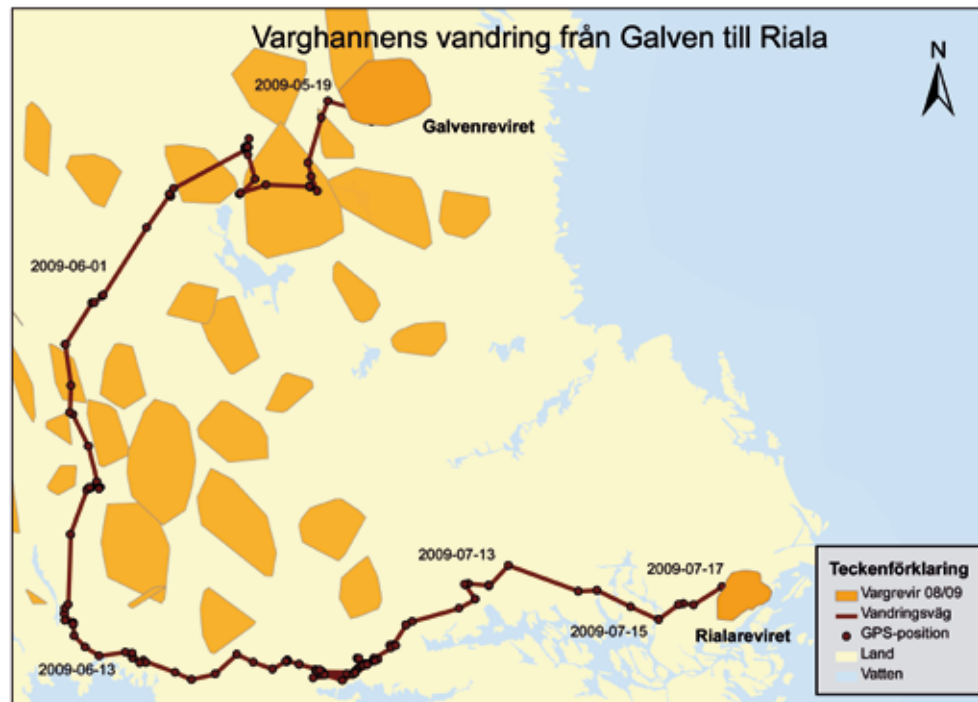 Varghannens vandring från Galven till Riala
N
2009-05-19
Galvenreviret
2009-06-01
2009-07-13
2009-07-17
2009-07-15
Rialareviret
2009-06-13
Teckenförklaring
Vargrevir 08/09
Vandringsväg
GPS-position
Land
Vatten